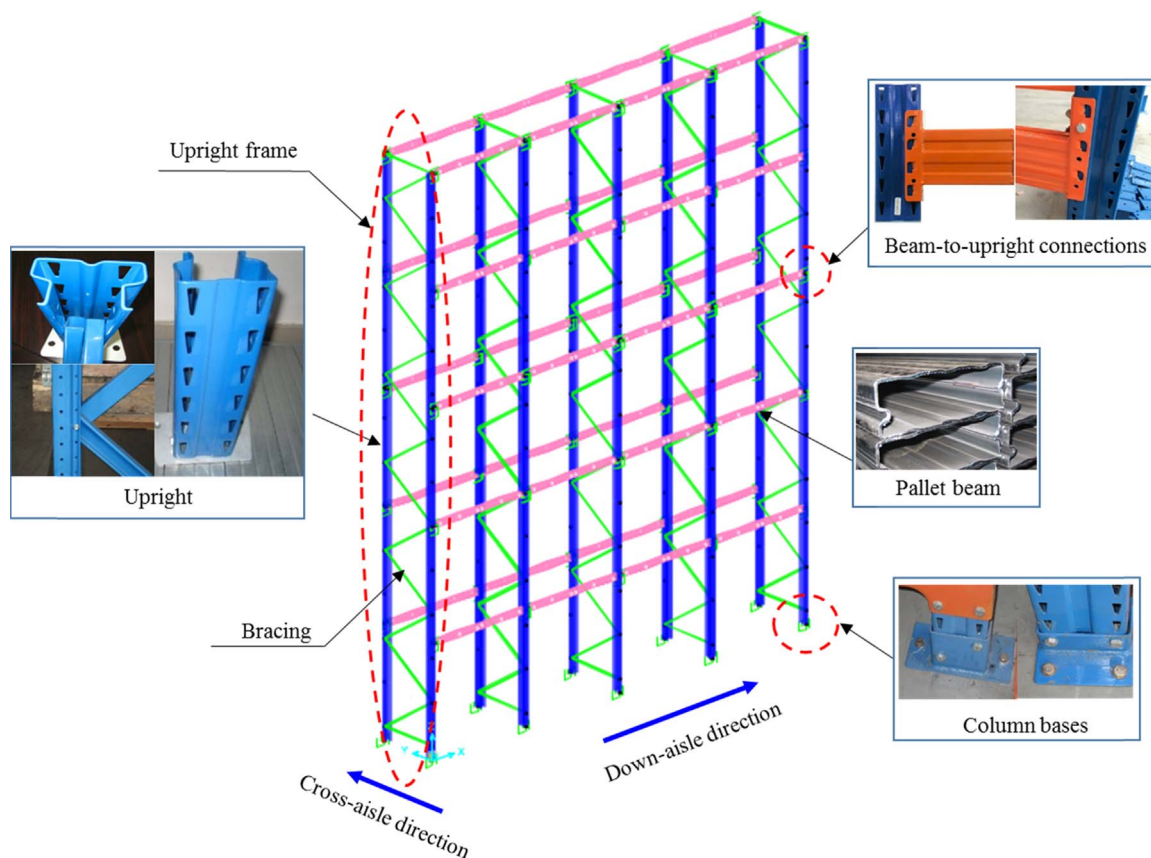 Upright frame
Beam-to-upright connections
Upright
Pallet beam
Bracing
Z
Y
X
Down-aisle direction
Cross-aisle direction
Column bases